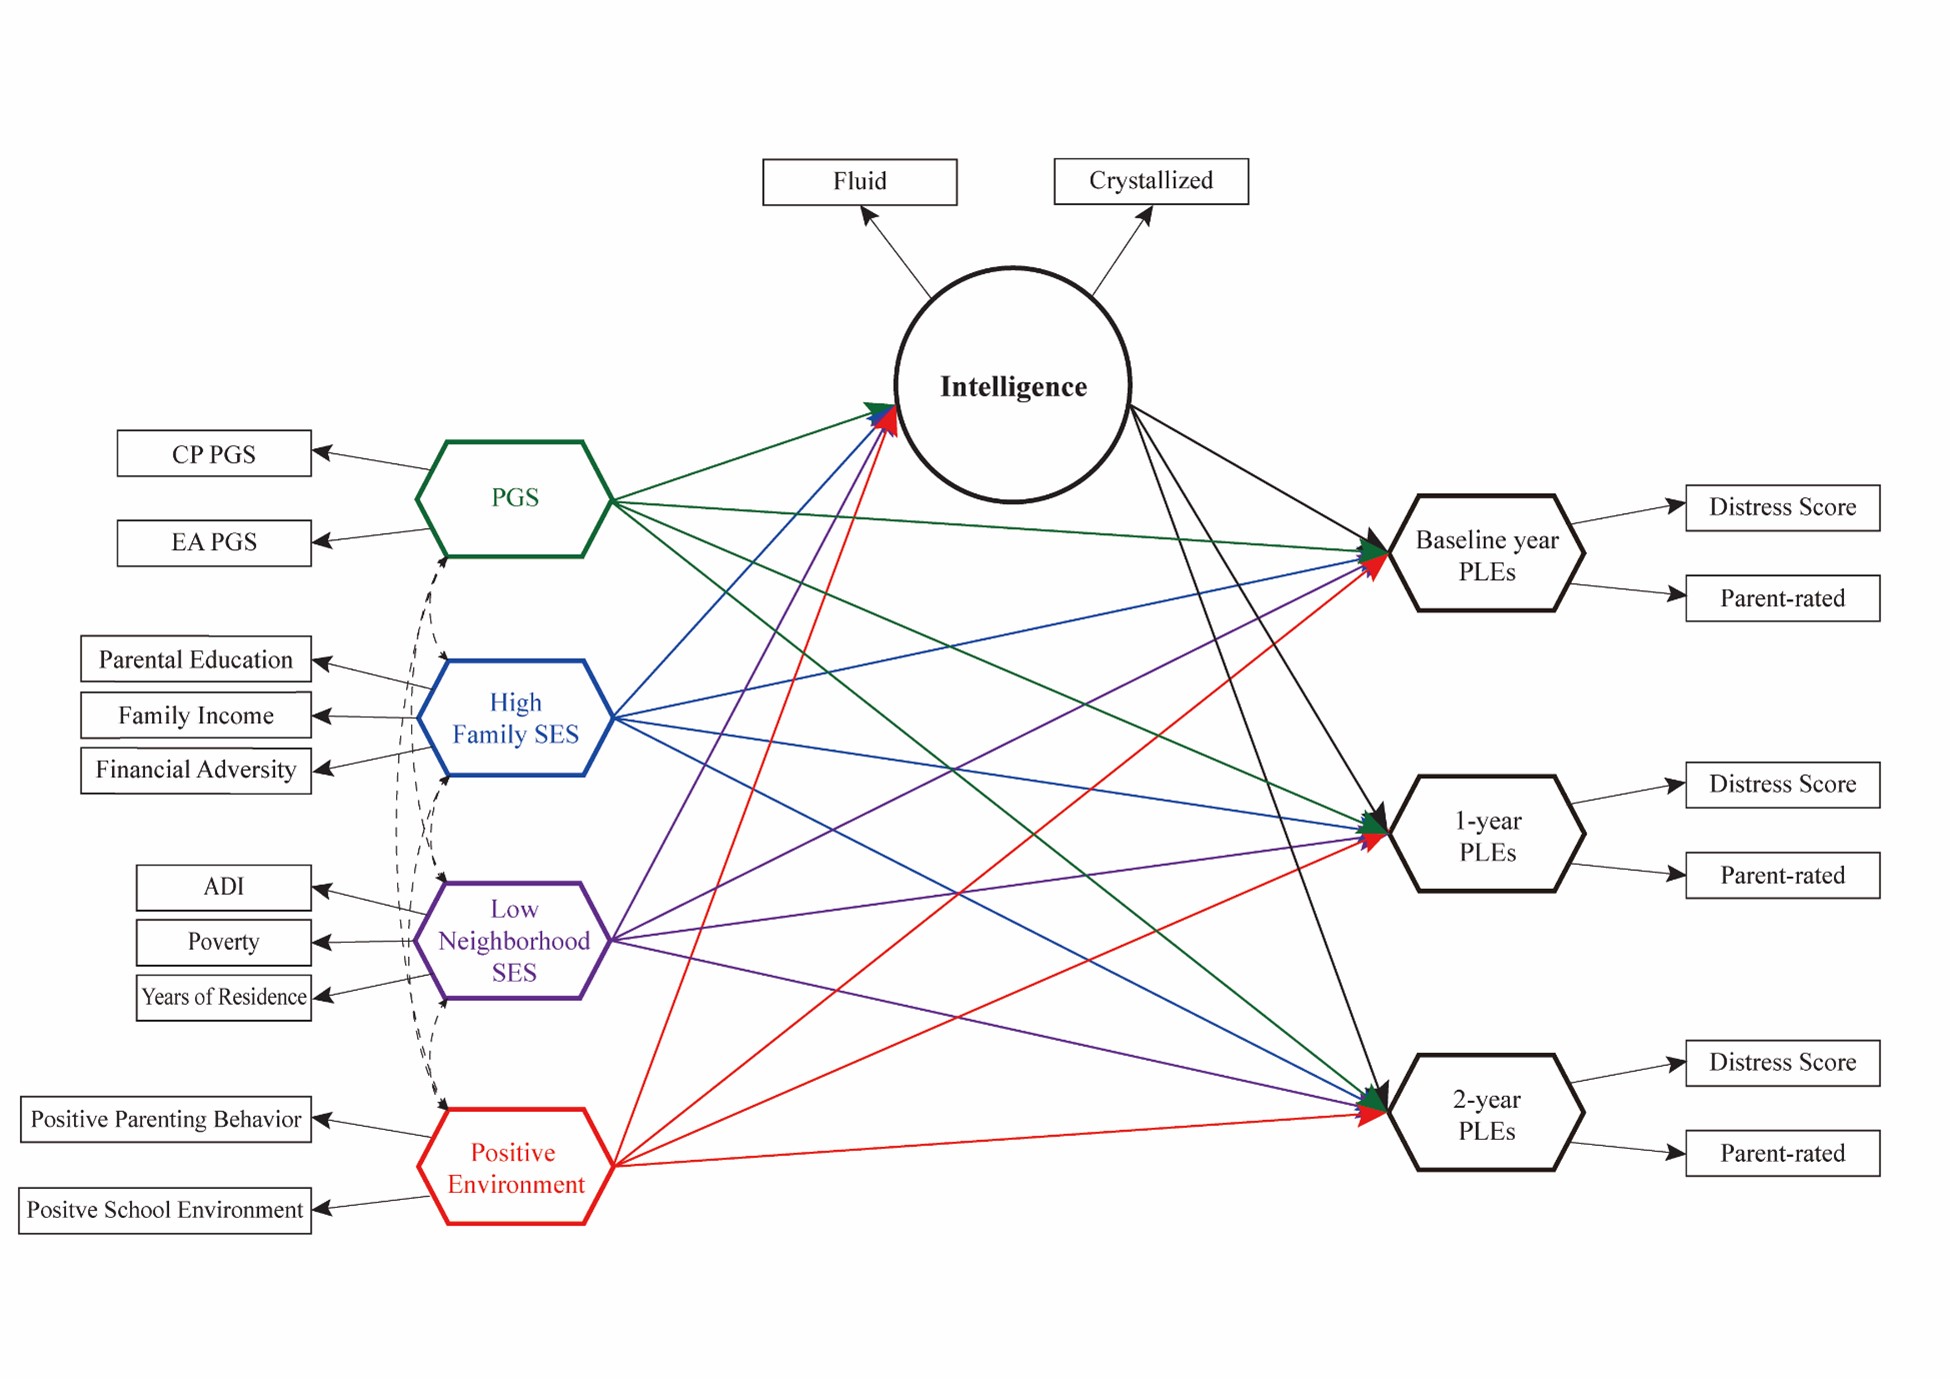 Fluid
Crystallized
Intelligence
CP PGS
EA PGS
PGS
Parental Education
Family Income
Financial Adversity
High
Family SES
ADI
Poverty
Years of Residence
Low
Neighborhood
SES
Positive Parenting Behavior
Positve School Environment
Positive
Environment
Baseline year
PLEs
Distress Score
Parent-rated
1-year
PLEs
Distress Score
Parent-rated
2-year
PLEs
Distress Score
Parent-rated